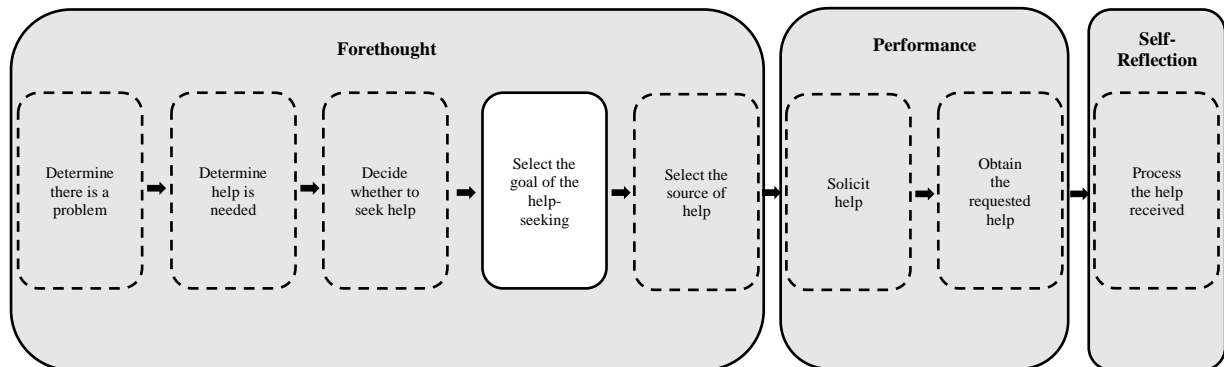 Forethought
Determine
there is a
problem
Determine
help is
needed
Decide
whether to
seek help
Select the
goal of the
help-
seeking
Select the
source of
help
Performance
Solicit
help
Obtain
the
requested
help
Self-
Reflection
Process
the help
received